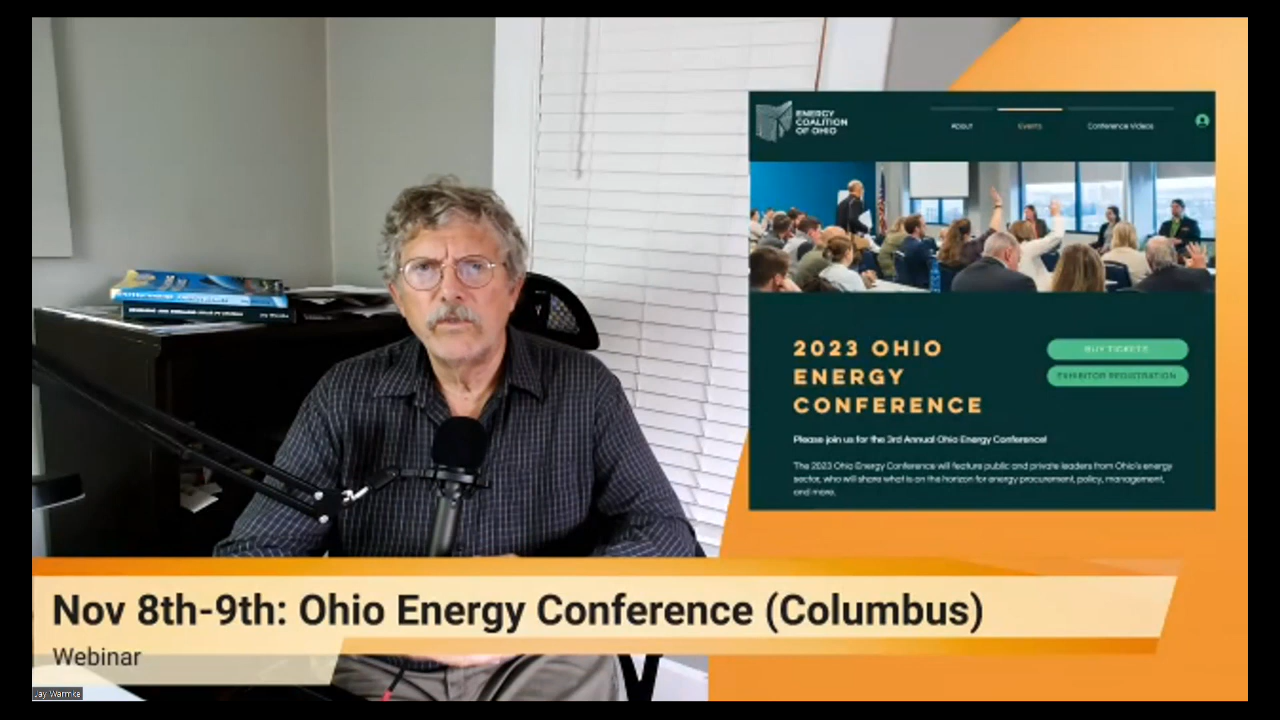 ENERGY
COALITION
OF OHIO
About
Events
Conference Videos
2023 OHIO
ENERGY
CONFERENCE
BUY TICKETS
EXHIBITOR REGISTRATION
Please join us for the 3rd Annual Ohio Energy Conference!
The 2023 Ohio Energy Conference will feature public and private leaders from Ohio's energy
sector, who will share what is on the horizon for energy procurement, policy, management,
and more.
Nov 8th-9th: Ohio Energy Conference (Columbus)
Webinar
Jay Warmke